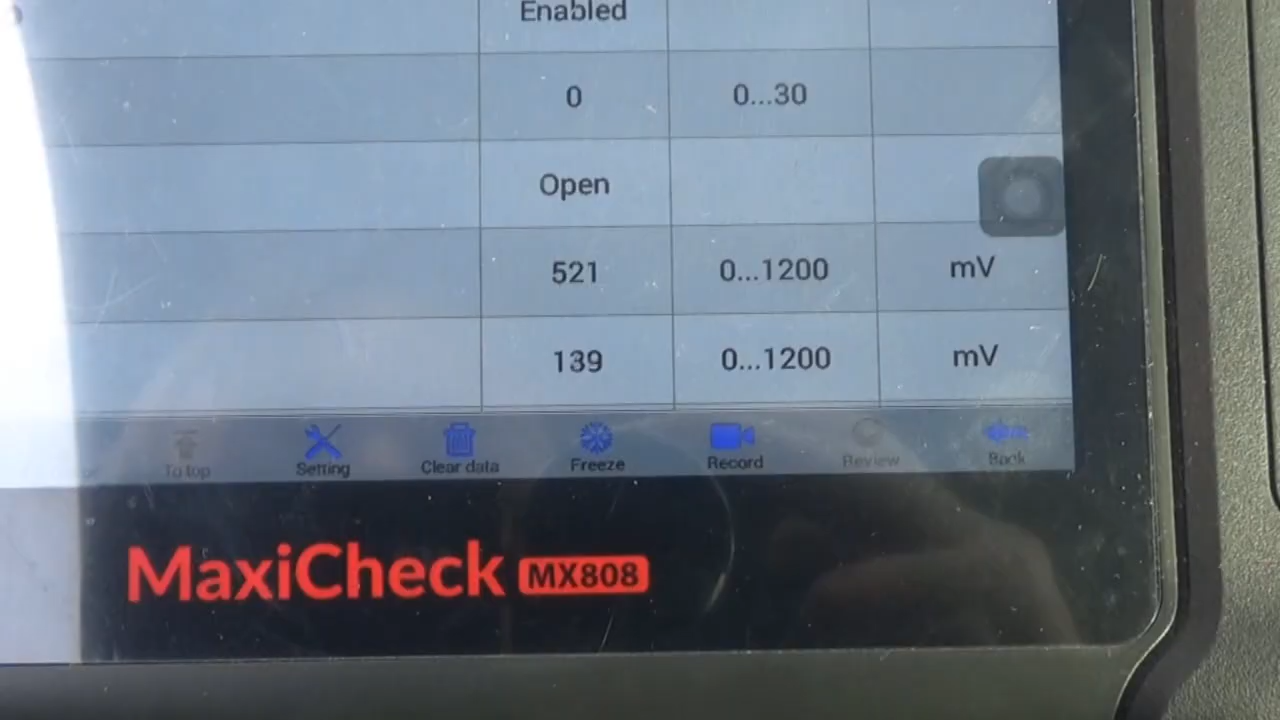 Enabled
0 0...30
Open
521 0...1200 mV
139 0...1200 mV
To top Setting Clear data Freeze Record Review Back
MaxiCheck MX808